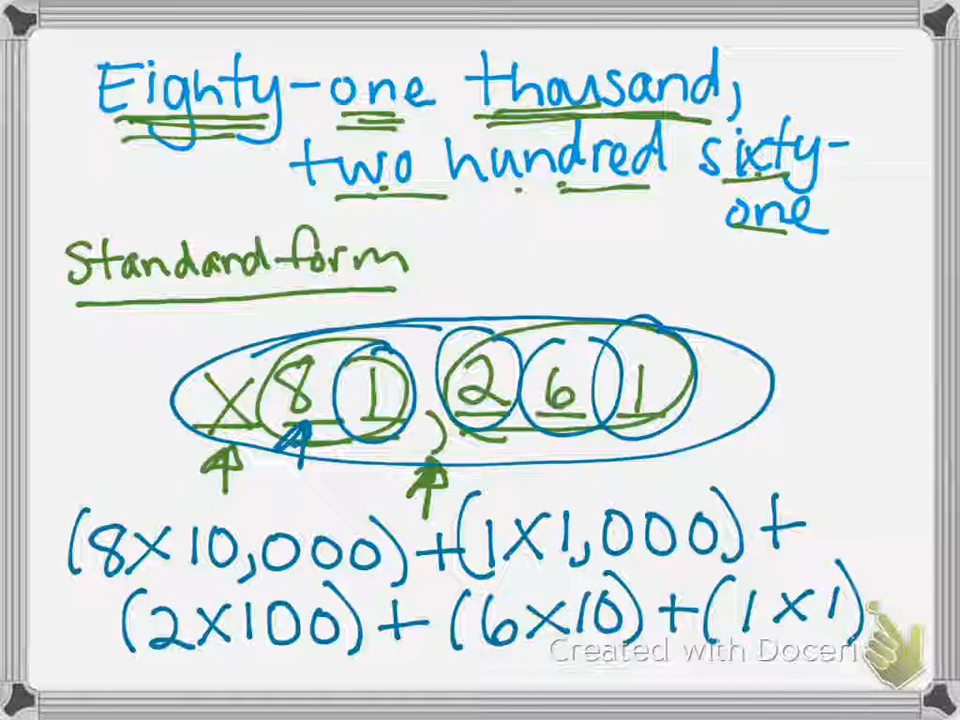 Eighty-one thousand,
two hundred sixty-
one
Standard form
X 8 1 , 2 6 1
(8×10,000)+(1×1,000)+
(2×100)+(6×10)+(1×1)
Created with Doceri